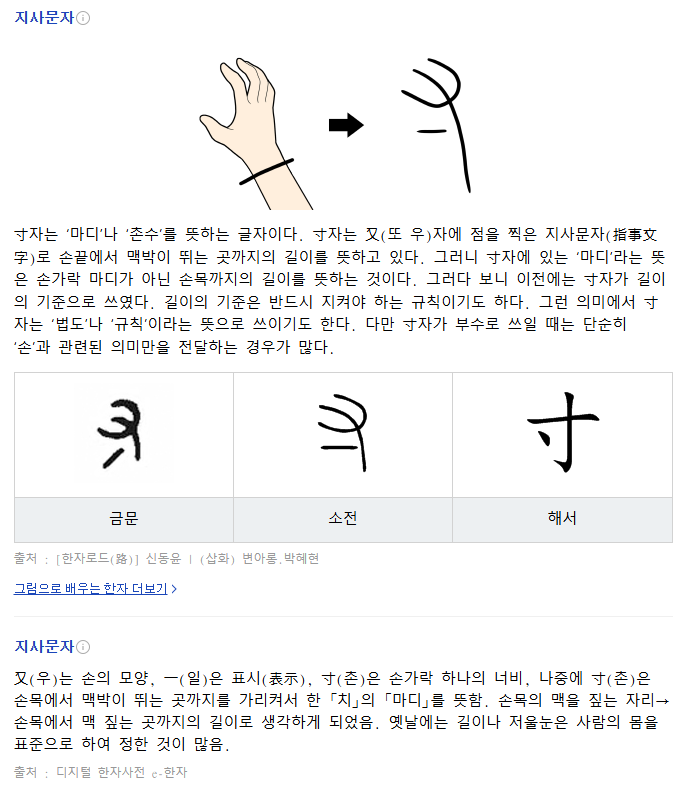 지사문자
寸자는 '마디'나 '촌수'를 뜻하는 글자이다. 寸자는 又(또 우)자에 점을 찍은 지사문자(指事文
字)로 손끝에서 맥박이 뛰는 곳까지의 길이를 뜻하고 있다. 그러니 寸자에 있는 '마디'라는 뜻
은 손가락 마디가 아닌 손목까지의 길이를 뜻하는 것이다. 그러다 보니 이전에는 寸자가 길이
의 기준으로 쓰였다. 길이의 기준은 반드시 지켜야 하는 규칙이기도 하다. 그런 의미에서 寸
자는 '법도'나 '규칙'이라는 뜻으로 쓰이기도 한다. 다만 寸자가 부수로 쓰일 때는 단순히
'손'과 관련된 의미만을 전달하는 경우가 많다.
寸
금문 소전 해서
출처 : [한자로드(路)] 신동윤 | (삽화) 변아롱.박혜현
그림으로 배우는 한자 더보기 >
지사문자
又(우)는 손의 모양, 一(일)은 표시(表示), 寸(촌)은 손가락 하나의 너비, 나중에 寸(촌)은
손목에서 맥박이 뛰는 곳까지를 가리켜서 한 「치」의 「마디」를 뜻함. 손목의 맥을 짚는 자리→
손목에서 맥 짚는 곳까지의 길이로 생각하게 되었음. 옛날에는 길이나 저울눈은 사람의 몸을
표준으로 하여 정한 것이 많음.
출처 : 디지털 한자사전 e-한자